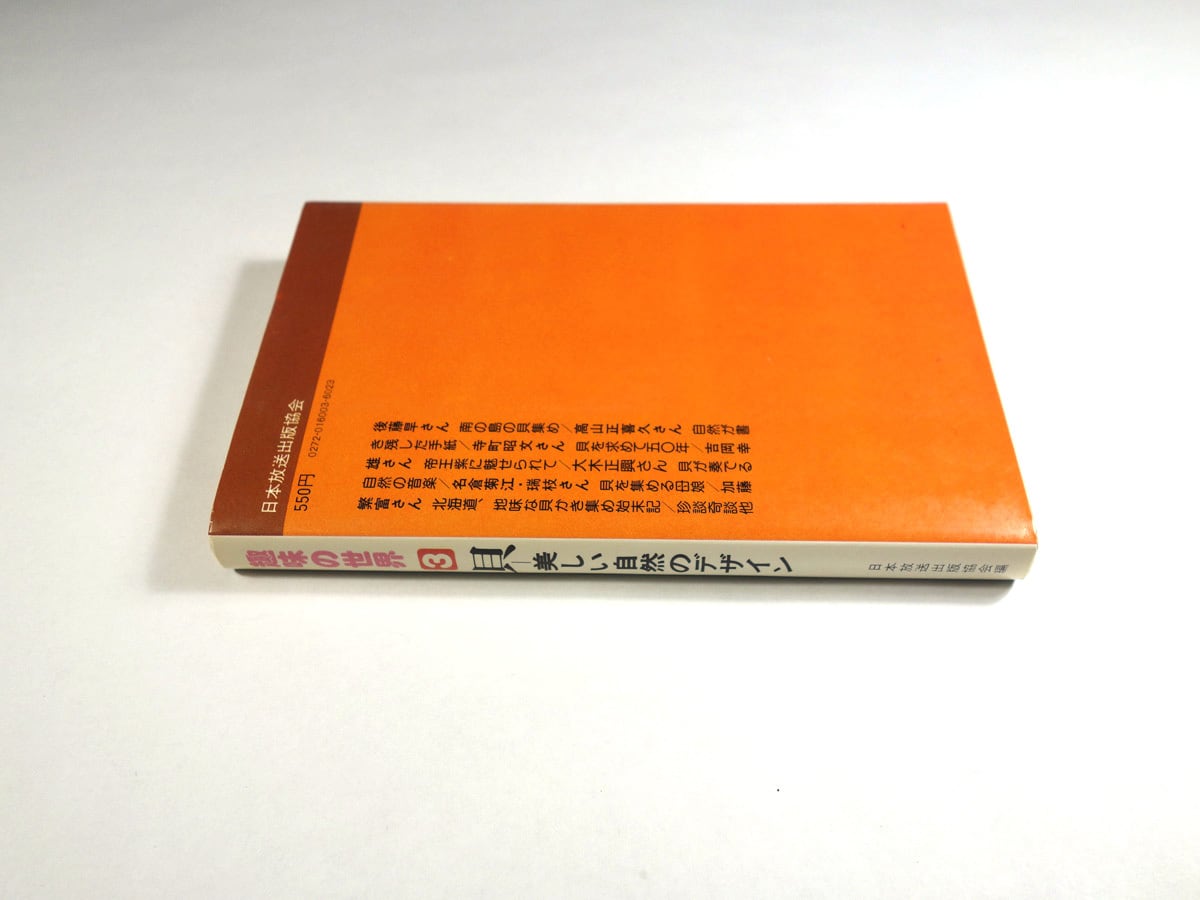 後藤早さん 南の島の貝集め/高山正喜久さん 自然が書
き残した手紙/寺町昭文さん 貝を求めて五〇年/吉岡幸
雄さん 帝王紫に魅せられて/大木正興さん 貝が奏てる
自然の音楽/名倉菊江・瑞枝さん 貝を集める母娘/加藤
繁富さん 北海道、地味な貝かき集め始末記/珍談奇談他
日本放送出版協会
550円
0272-016003-6023
趣味の世界 3 貝―美しい自然のデザイン
日本放送出版協会編